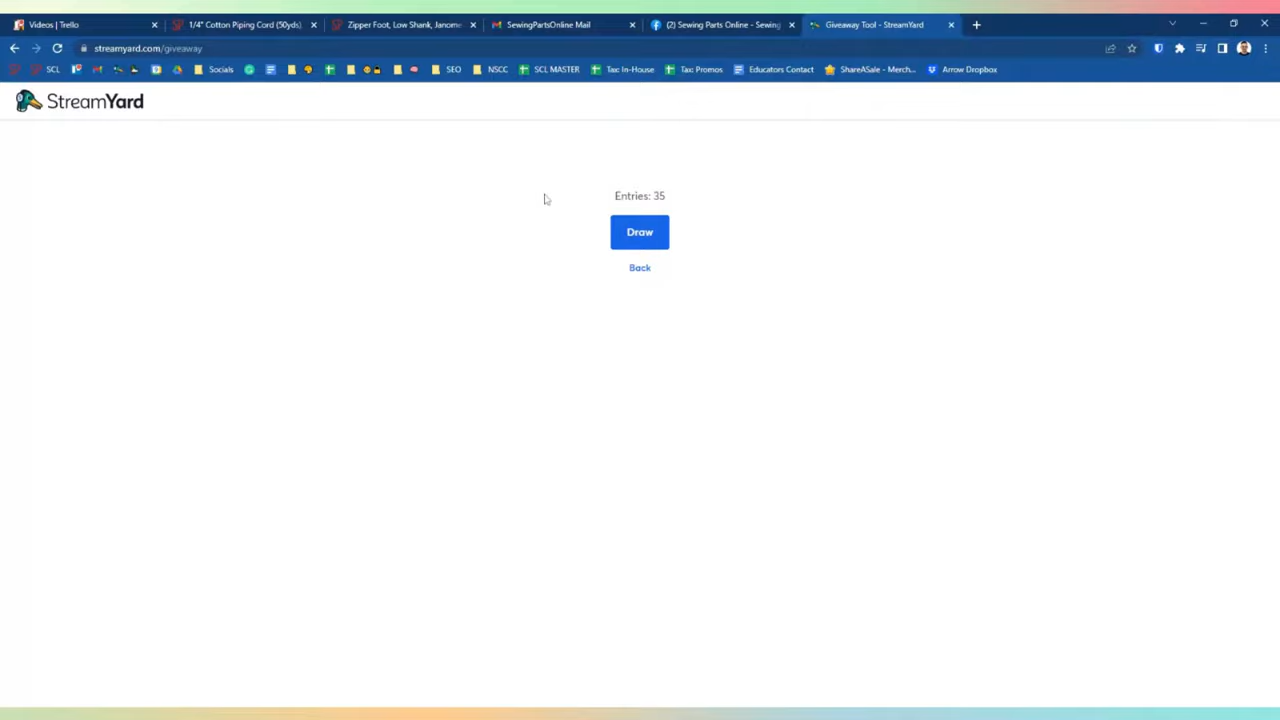 Videos | Trello
1/4" Cotton Piping Cord (50yds)
Zipper Foot, Low Shank, Janome
SewingPartsOnline Mail
(2) Sewing Parts Online - Sewing
Giveaway Tool - StreamYard
streamyard.com/giveaway
SCL
Socials
SEO
NSCC
SCL MASTER
Tax: In-House
Tax: Promos
Educators Contact
ShareASale - Merch...
Arrow Dropbox
StreamYard
Entries: 35
Draw
Back